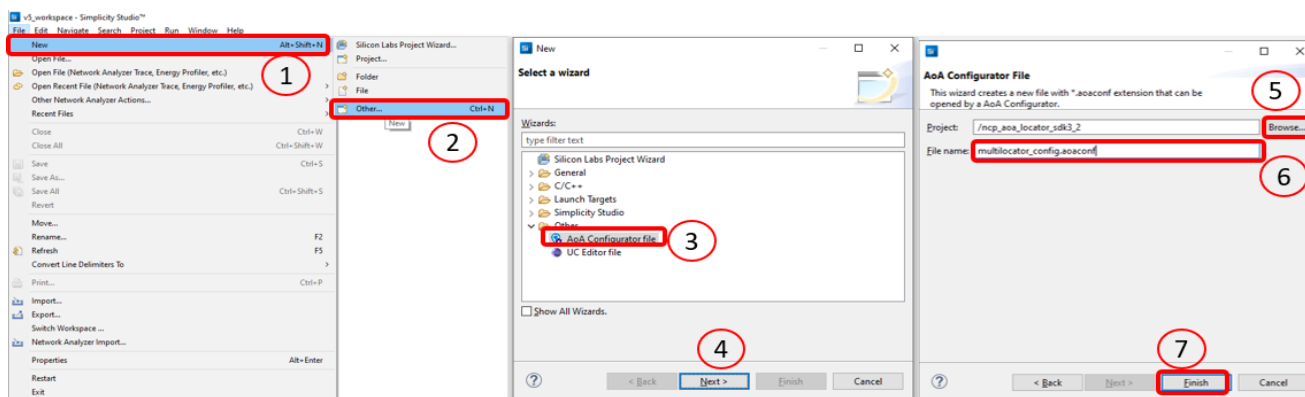 v5_workspace - Simplicity Studio™
File Edit Navigate Search Project Run Window Help
New Alt+Shift+N
Open File...
Open File (Network Analyzer Trace, Energy Profiler, etc.)
Open Recent File (Network Analyzer Trace, Energy Profiler, etc.)
Other Network Analyzer Actions...
Recent Files
Close Ctrl+W
Close All Ctrl+Shift+W
Save Ctrl+S
Save As...
Save All Ctrl+Shift+S
Revert
Move...
Rename... F2
Refresh F5
Convert Line Delimiters To
Print... Ctrl+P
Import...
Export...
Switch Workspace ...
Network Analyzer Import...
Properties Alt+Enter
Restart
Exit
1
Silicon Labs Project Wizard...
Project...
Folder
File
Other... Ctrl+N
New
2
New
Select a wizard
Wizards:
type filter text
Silicon Labs Project Wizard
General
C/C++
Launch Targets
Simplicity Studio
Other
AoA Configurator file
UC Editor file
3
Show All Wizards.
4
< Back Next > Finish Cancel
AoA Configurator File
This wizard creates a new file with *.aoaconf extension that can be
opened by a AoA Configurator.
5
Project: /ncp_aoa_locator_sdk3_2 Browse...
File name: multilocator_config.aoaconf
6
7
< Back Next > Finish Cancel